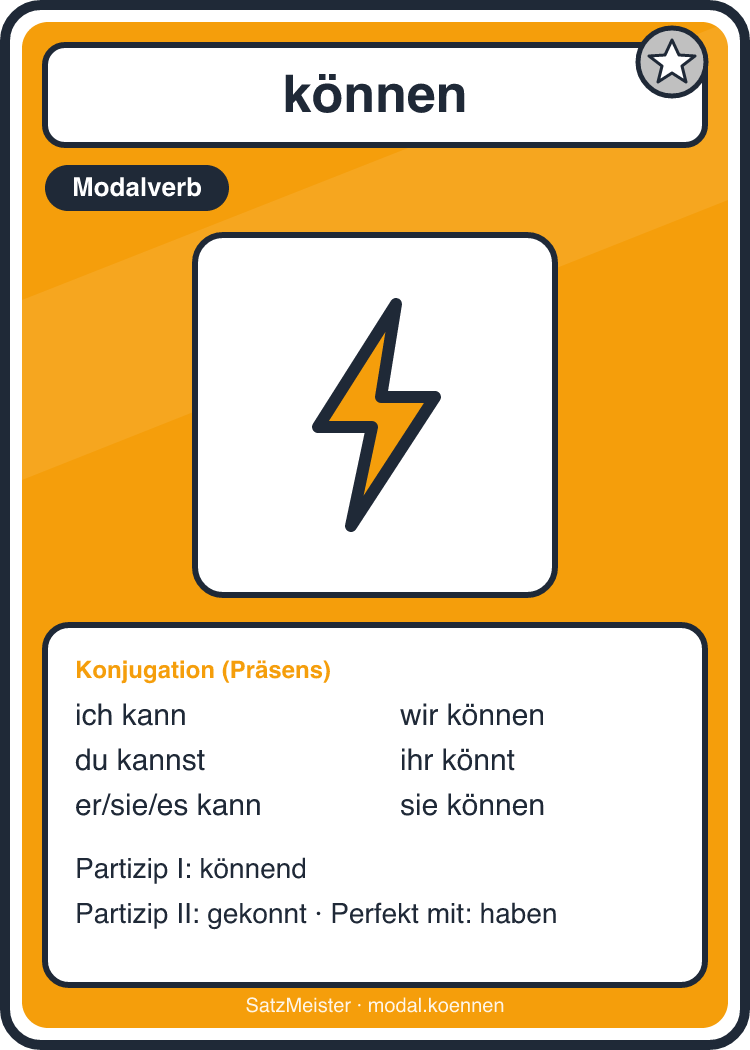 können
Modalverb
Konjugation (Präsens)
ich kann
du kannst
er/sie/es kann
wir können
ihr könnt
sie können
Partizip I: könnend
Partizip II: gekonnt · Perfekt mit: haben
SatzMeister · modal.koennen